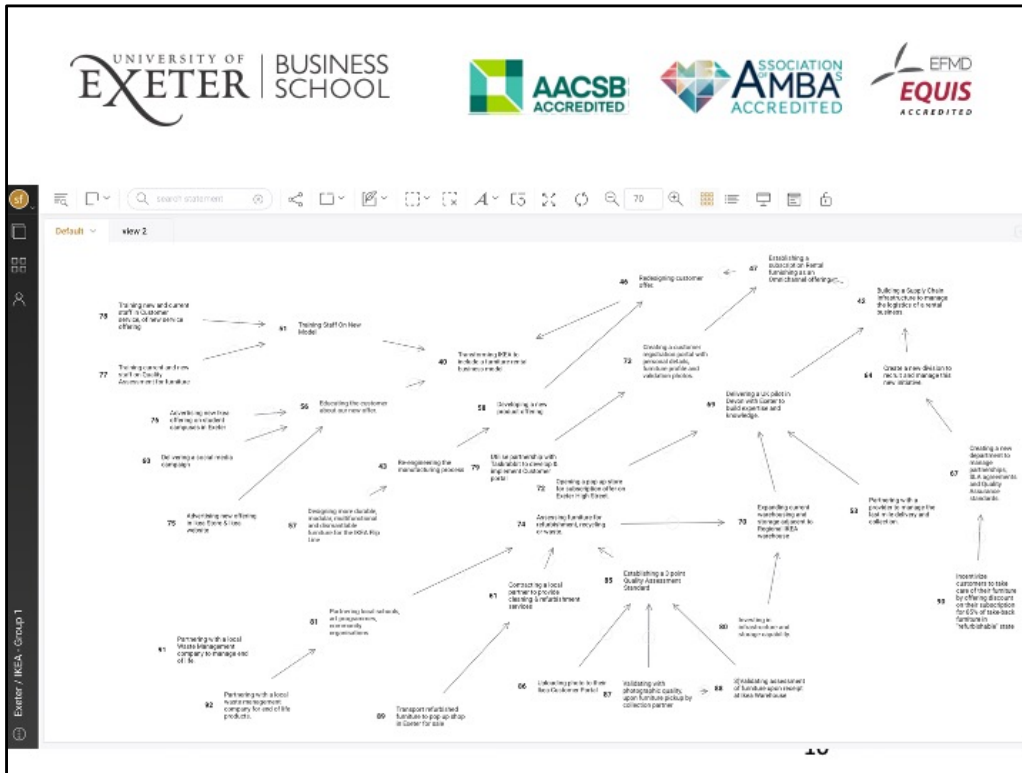 UNIVERSITY OF
EXETER
BUSINESS
SCHOOL
AACSB
ACCREDITED
ASSOCIATION
OF
AMBAs
ACCREDITED
EFMD
EQUIS
ACCREDITED
sf
search statement
70
Default
view 2
46
Redesigning customer
offer.
47
Establishing a
subscription Rental
furnishing as an
Omnichannel offering
42
Building a Supply Chain
Infrastructure to manage
the logistics of a rental
business
78
Training new and current
staff in Customer
service, of new service
offering
51
Training Staff On New
Model
40
Transforming IKEA to
include a furniture rental
business model
73
Creating a customer
registration portal with
personal details,
furniture profile and
validation photos.
77
Training current and new
staff on Quality
Assessment for furniture
64
Create a new division to
recruit and manage this
new initiative.
76
Advertising new Ikea
offering on student
campuses in Exeter
56
Educating the customer
about our new offer.
58
Developing a new
product offering
69
Delivering a UK pilot in
Devon with Exeter to
build expertise and
knowledge.
63
Delivering a social media
campaign
43
Re-engineering the
manufacturing process
79
partnership with
Taskrabbit to develop &
implement Customer
portal
67
Creating a new
department to
manage
partnerships,
SLA agreements
and Quality
Assurance
standards
72
Opening a pop up store
for subscription offer on
Exeter High Street.
75
Advertising new offering
in Ikea Store & Ikea
website
57
Designing more durable,
modular, multifunctional
and dismountable
furniture for the IKEA
Line
74
Assessing furniture for
refurbishment, recycling
or waste.
70
Expanding current
warehousing and
storage adjacent to
Regional IKEA
warehouse
53
Partnering with a
provider to manage the
last mile delivery and
collection.
61
Contracting a local
partner to provide
cleaning & refurbishment
services
85
Establishing a 3 point
Quality Assessment
Standard
93
Incentivize
customers to take
care of their furniture
by offering discount
on their subscription
for 85% of take-back
furniture in
"refurbishable" state
81
Partnering local schools,
art programmes,
community
organisations
80
Investing in
infrastructure and
storage capability.
91
Partnering with a local
Waste Management
company to manage end
of life
92
Partnering with a local
waste management
company for end of life
products.
89
Transport refurbished
furniture to pop up shop
in Exeter for sale
86
Uploading photo to their
Ikea Customer Portal
87
Validating with
photographic quality,
upon furniture pickup by
collection partner
88
Validating assessment
of furniture upon receipt
at Ikea Warehouse
Exeter / IKEA - Group 1